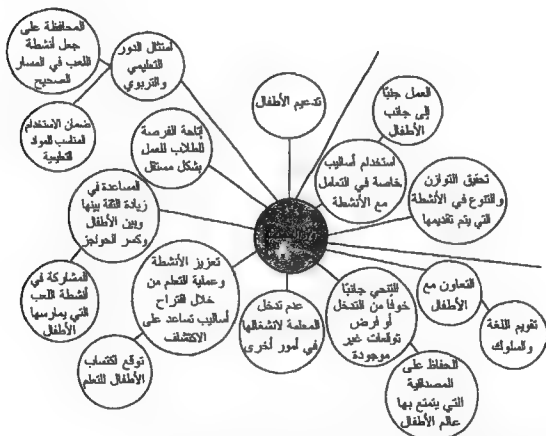 المحافظة على
جعل أنشطة
اللعب في المسار
الصحيح
أمتثال الدور
التعليمي
والتربوي
ضمان الاستخدام
المناسب للمواد
التعليمية
إتاحة الفرصة
للطلاب للعمل
بشكل مستقل
تدعيم الأطفال
العمل جنبًا
إلى جانب
الأطفال
استخدام أساليب
خاصة في التعامل
مع الأنشطة
تحقيق التوازن
والتنوع في الأنشطة
التي يتم تقديمها
المساعدة في
زيادة الثقة بينها
وبين الأطفال
وكسر الحواجز
المشاركة في
أنشطة اللعب
التي يمارسها
الأطفال
تعزيز الأنشطة
وعملية التعلم من
خلال اقتراح
أساليب تساعد على
الاكتشاف
توقع اكتساب
الأطفال للتعلم
عدم تدخل
المعلمة لانشغالها
في أمور أخرى
التنحي جانبًا
خوفًا من التدخل
أو فرض
توقعات غير
موجودة
الحفاظ على
المصداقية
التي يتمتع بها
عالم الأطفال
التعاون مع
الأطفال
تقويم اللغة
والسلوك